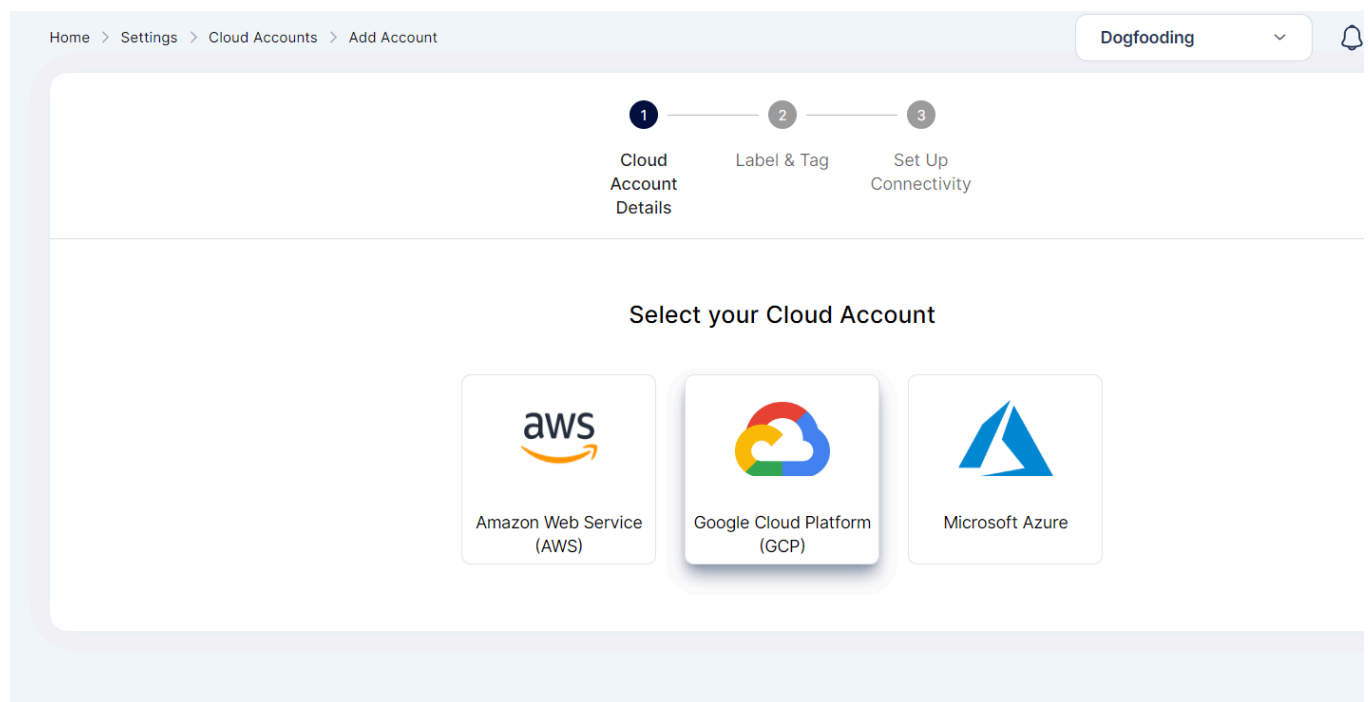 Home > Settings > Cloud Accounts > Add Account
Dogfooding
1
2
3
Cloud
Account
Details
Label & Tag
Set Up
Connectivity
Select your Cloud Account
aws
Amazon Web Service
(AWS)
Google Cloud Platform
(GCP)
Microsoft Azure